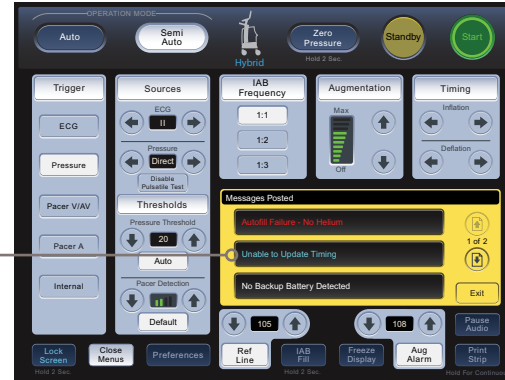 OPERATION MODE
Auto
Semi
Auto
Hybrid
Zero
Pressure
Hold 2 Sec.
Standby
Start
Trigger
ECG
Pressure
Pacer V/AV
Pacer A
Internal
Sources
ECG
II
Pressure
Direct
Disable
Pulsatile Test
Thresholds
Pressure Threshold
20
Auto
Pacer Detection
Default
IAB
Frequency
1:1
1:2
1:3
Augmentation
Max
Off
Timing
Inflation
Deflation
Messages Posted
Autofill Failure - No Helium
Unable to Update Timing
No Backup Battery Detected
1 of 2
Exit
105
108
Pause
Audio
Lock
Screen
Hold 2 Sec.
Close
Menus
Preferences
Ref
Line
IAB
Fill
Hold 2 Sec.
Freeze
Display
Aug
Alarm
Print
Strip
Hold For Continuo